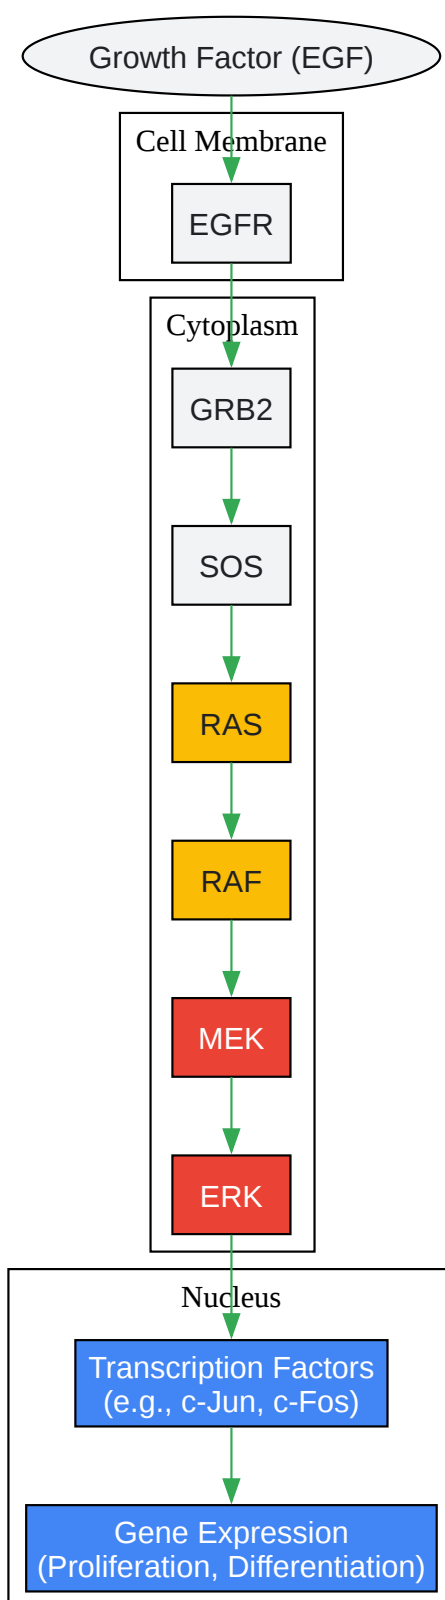 Growth Factor (EGF)
Cell Membrane
EGFR
Cytoplasm
GRB2
SOS
RAS
RAF
MEK
ERK
Nucleus
Transcription Factors
(e.g., c-Jun, c-Fos)
Gene Expression
(Proliferation, Differentiation)